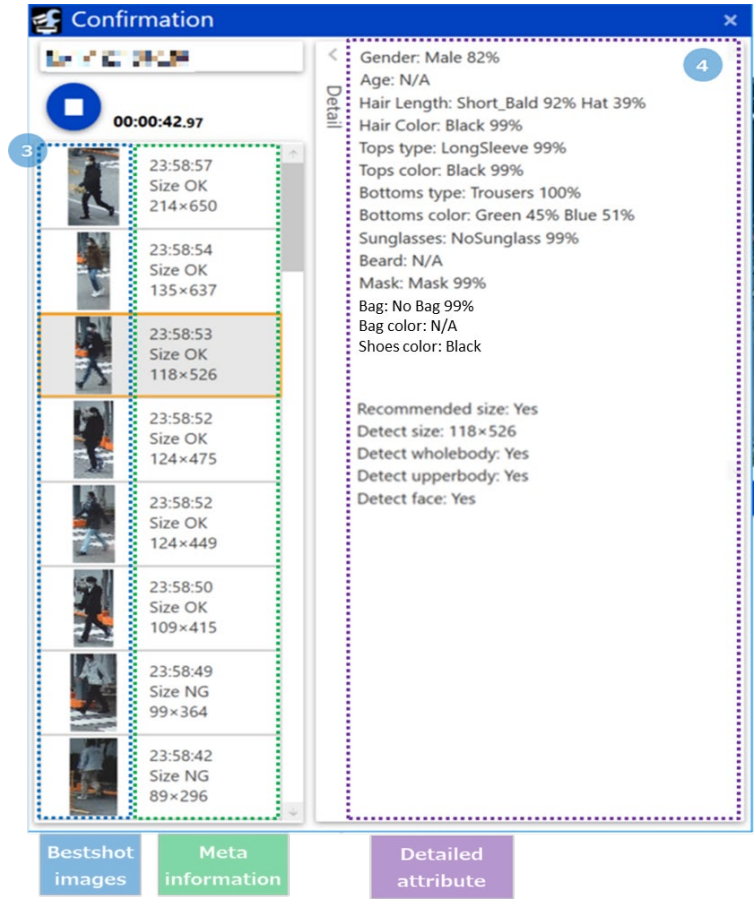 Confirmation
00:00:42.97
Detail
3
23:58:57
Size OK
214×650
23:58:54
Size OK
135×637
23:58:53
Size OK
118×526
23:58:52
Size OK
124×475
23:58:52
Size OK
124×449
23:58:50
Size OK
109×415
23:58:49
Size NG
99×364
23:58:42
Size NG
89×296
4
Gender: Male 82%
Age: N/A
Hair Length: Short_Bald 92% Hat 39%
Hair Color: Black 99%
Tops type: LongSleeve 99%
Tops color: Black 99%
Bottoms type: Trousers 100%
Bottoms color: Green 45% Blue 51%
Sunglasses: NoSunglass 99%
Beard: N/A
Mask: Mask 99%
Bag: No Bag 99%
Bag color: N/A
Shoes color: Black
Recommended size: Yes
Detect size: 118×526
Detect wholebody: Yes
Detect upperbody: Yes
Detect face: Yes
Bestshot
images
Meta
information
Detailed
attribute